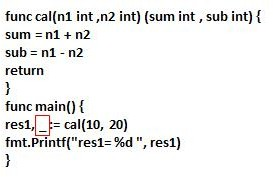 func cal(n1 int ,n2 int) (sum int , sub int) {
sum = n1 + n2
sub = n1 - n2
return
}
func main() {
res1, _ := cal(10, 20)
fmt.Printf("res1= %d ", res1)
}